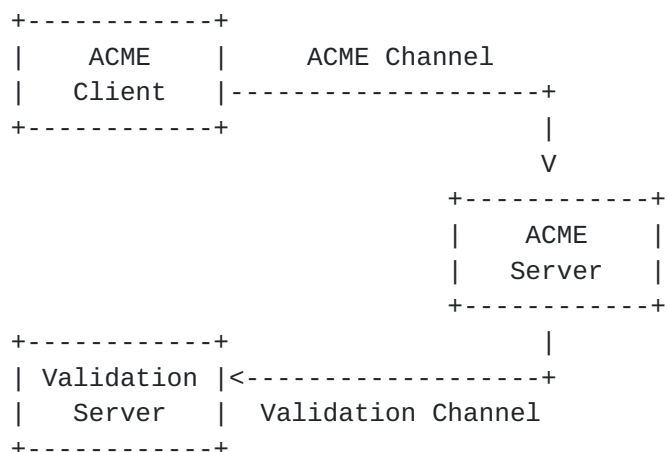 ACME
Client
ACME Channel
ACME
Server
Validation
Server
Validation Channel